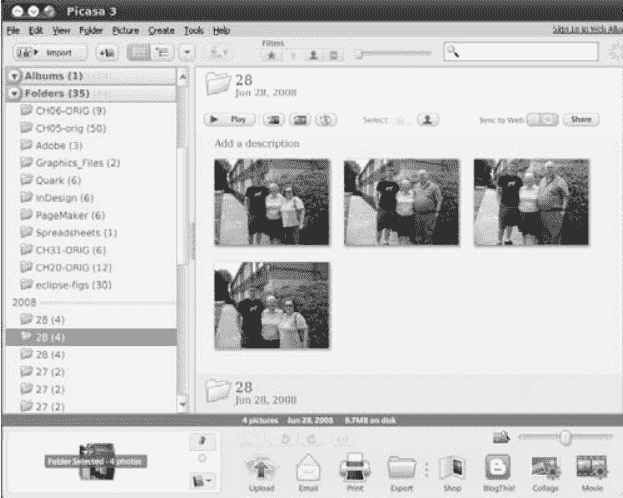 Picasa 3
File Edit View Folder Picture Create Tools Help
Import
Filters
Albums (1)
Folders (35)
CH06-ORIG (9)
CH05-orig (50)
Adobe (3)
Graphics_Files (2)
Quark (6)
InDesign (6)
PageMaker (6)
Spreadsheets (1)
CH31-ORIG (6)
CH20-ORIG (12)
eclipse-figs (30)
2008
28 (4)
28 (4)
28 (4)
27 (2)
27 (2)
27 (2)
28
Jun 28, 2008
Play
Select
Sync to Web
Share
Add a description
28
Jun 28, 2008
4 pictures Jun 28, 2008 9.7MB on disk
Folder Selected - 4 photos
Upload Email Print Export Shop BlogThis! Collage Movie